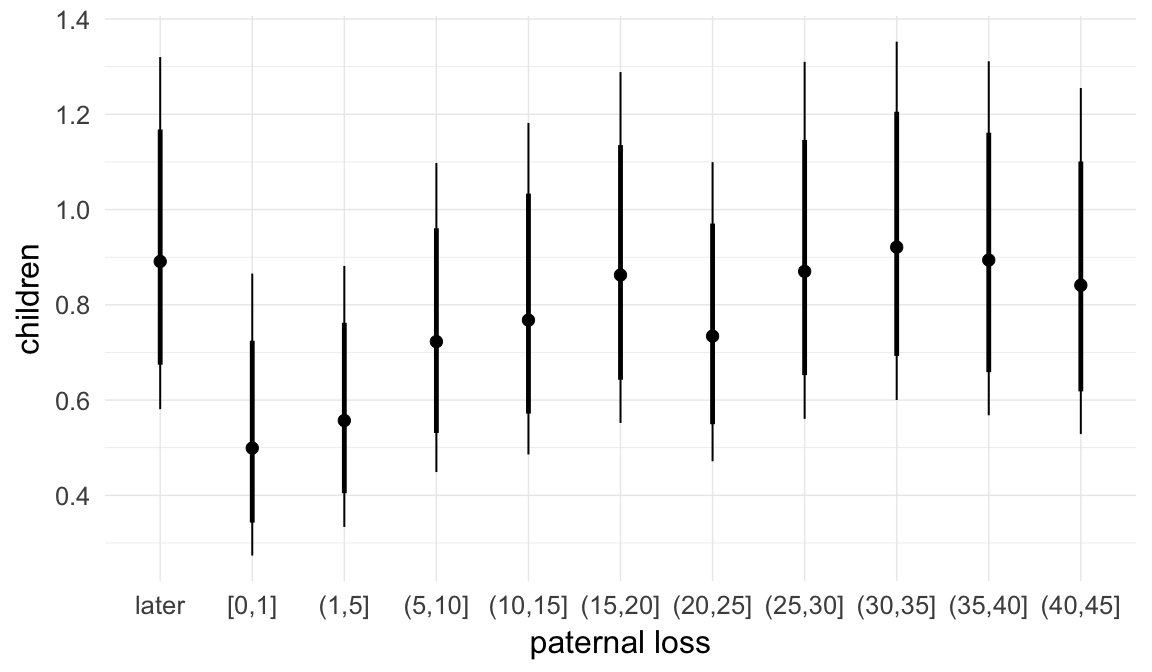 1.4
1.2
1.0
0.8
0.6
0.4
children
later [0,1] (1,5] (5,10] (10,15] (15,20] (20,25] (25,30] (30,35] (35,40] (40,45]
paternal loss